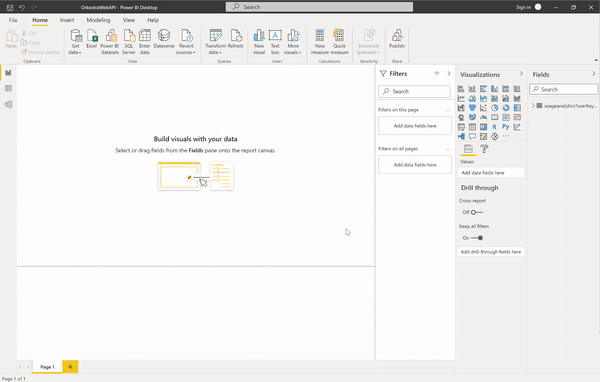 OrkestraWebAPI - Power BI Desktop
Search
Sign in
File
Home
Insert
Modeling
View
Help
Paste
Cut
Copy
Format painter
Clipboard
Get data
Excel
Power BI datasets
SQL Server
Enter data
Dataverse
Recent sources
Data
Transform data
Refresh
Queries
New visual
Text box
More visuals
Insert
New measure
Quick measure
Calculations
Sensitivity (preview)
Sensitivity
Publish
Share
Build visuals with your data
Select or drag fields from the Fields pane onto the report canvas.
Filters
Search
Filters on this page
...
Add data fields here
Filters on all pages
...
Add data fields here
Visualizations
Values
Add data fields here
Drill through
Cross-report
Off
Keep all filters
On
Add drill-through fields here
Fields
Search
usageanalytics?userKey...
Page 1
Page 1 of 1